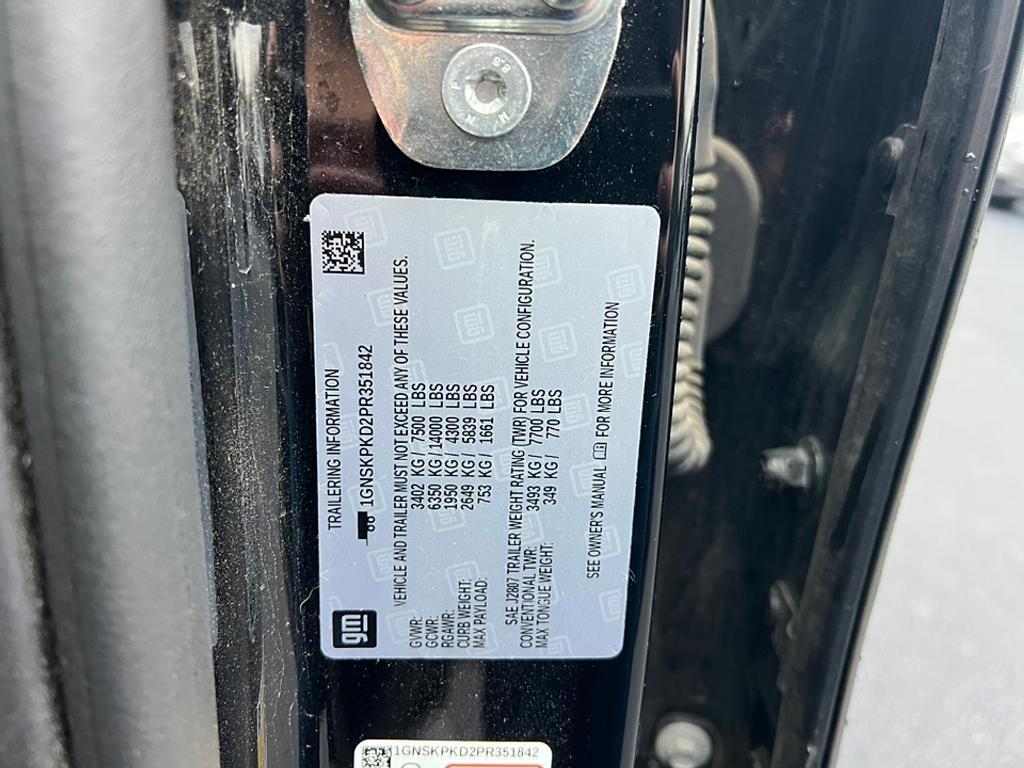 TRAILERING INFORMATION
1GNSKPKD2PR351842
gm
VEHICLE AND TRAILER MUST NOT EXCEED ANY OF THESE VALUES.
GVWR: 3402 KG / 7500 LBS
GCWR: 6350 KG / 14000 LBS
RGAWR: 1950 KG / 4300 LBS
CURB WEIGHT: 2649 KG / 5839 LBS
MAX PAYLOAD: 753 KG / 1661 LBS
SAE J2807 TRAILER WEIGHT RATING (TWR) FOR VEHICLE CONFIGURATION.
CONVENTIONAL TWR: 3493 KG / 7700 LBS
MAX TONGUE WEIGHT: 349 KG / 770 LBS
SEE OWNER'S MANUAL FOR MORE INFORMATION
1GNSKPKD2PR351842